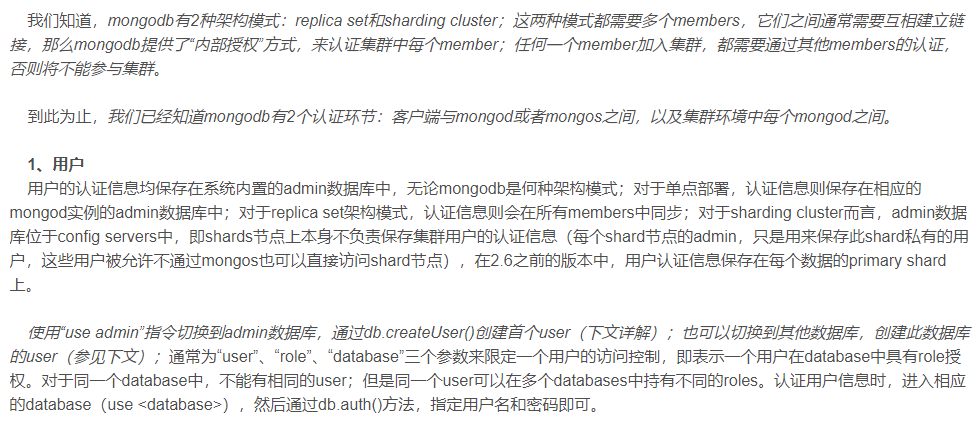 我们知道，mongodb有2种架构模式：replica set和sharding cluster；这两种模式都需要多个members，它们之间通常需要互相建立链
接，那么mongodb提供了“内部授权”方式，来认证集群中每个member；任何一个member加入集群，都需要通过其他members的认证，
否则将不能参与集群。
到此为止，我们已经知道mongodb有2个认证环节：客户端与mongod或者mongos之间，以及集群环境中每个mongod之间。
1、用户
用户的认证信息均保存在系统内置的admin数据库中，无论mongodb是何种架构模式；对于单点部署，认证信息则保存在相应的
mongod实例的admin数据库中；对于replica set架构模式，认证信息则会在所有members中同步；对于sharding cluster而言，admin数据
库位于config servers中，即shards节点上本身不负责保存集群用户的认证信息（每个shard节点的admin，只是用来保存此shard私有的用
户，这些用户被允许不通过mongos也可以直接访问shard节点），在2.6之前的版本中，用户认证信息保存在每个数据的primary shard
上。
使用“use admin”指令切换到admin数据库，通过db.createUser()创建首个user（下文详解）；也可以切换到其他数据库，创建此数据库
的user（参见下文）；通常为“user”、“role”、“database”三个参数来限定一个用户的访问控制，即表示一个用户在database中具有role授
权。对于同一个database中，不能有相同的user；但是同一个user可以在多个databases中持有不同的roles。认证用户信息时，进入相应
的database（use <database>），然后通过db.auth()方法，指定用户名和密码即可。